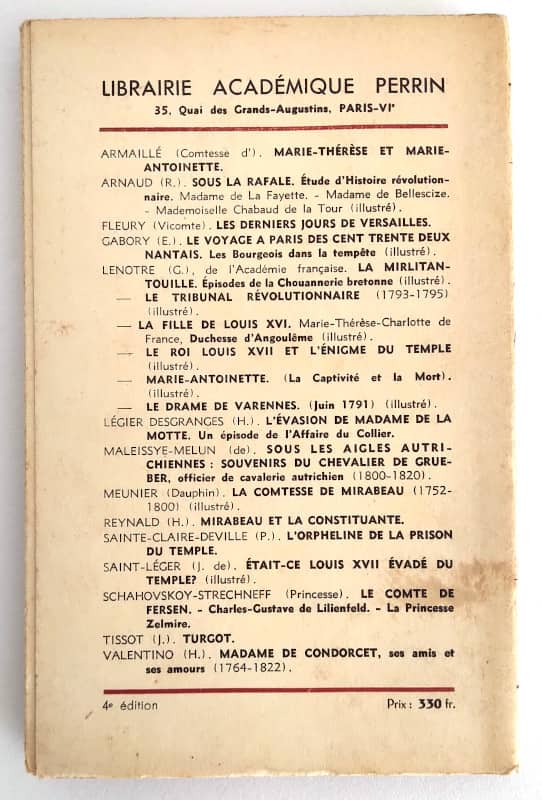 LIBRAIRIE ACADÉMIQUE PERRIN
35, Quai des Grands-Augustins, PARIS-VIe
ARMAILLÉ (Comtesse d'). MARIE-THÉRÈSE ET MARIE-
ANTOINETTE.
ARNAUD (R.). SOUS LA RAFALE. Étude d'Histoire révolution-
naire. Madame de La Fayette. - Madame de Bellescize.
- Mademoiselle Chabaud de la Tour (illustré).
FLEURY (Vicomte). LES DERNIERS JOURS DE VERSAILLES.
GABORY (E.). LE VOYAGE A PARIS DES CENT TRENTE DEUX
NANTAIS. Les Bourgeois dans la tempête (illustré).
LENOTRE (G.), de l'Académie française. LA MIRLITAN-
TOUILLE. Épisodes de la Chouannerie bretonne (illustré).
— LE TRIBUNAL RÉVOLUTIONNAIRE (1793-1795)
(illustré).
— LA FILLE DE LOUIS XVI. Marie-Thérèse-Charlotte de
France, Duchesse d'Angoulême (illustré).
— LE ROI LOUIS XVII ET L'ÉNIGME DU TEMPLE
(illustré).
— MARIE-ANTOINETTE. (La Captivité et la Mort).
(illustré).
— LE DRAME DE VARENNES. (Juin 1791) (illustré).
LÉGIER DESGRANGES (H.). L'ÉVASION DE MADAME DE LA
MOTTE. Un épisode de l'Affaire du Collier.
MALEISSYE-MELUN (de). SOUS LES AIGLES AUTRI-
CHIENNES : SOUVENIRS DU CHEVALIER DE GRUE-
BER, officier de cavalerie autrichien (1800-1820).
MEUNIER (Dauphin). LA COMTESSE DE MIRABEAU (1752-
1800) (illustré).
REYNALD (H.). MIRABEAU ET LA CONSTITUANTE.
SAINTE-CLAIRE-DEVILLE (P.). L'ORPHELINE DE LA PRISON
DU TEMPLE.
SAINT-LÉGER (J. de). ÉTAIT-CE LOUIS XVII ÉVADÉ DU
TEMPLE? (illustré).
SCHAHOVSKOY-STRECHNEFF (Princesse). LE COMTE DE
FERSEN. - Charles-Gustave de Lilienfeld. - La Princesse
Zelmire.
TISSOT (J.). TURGOT.
VALENTINO (H.). MADAME DE CONDORCET, ses amis et
ses amours (1764-1822).
4e édition Prix : 330 fr.